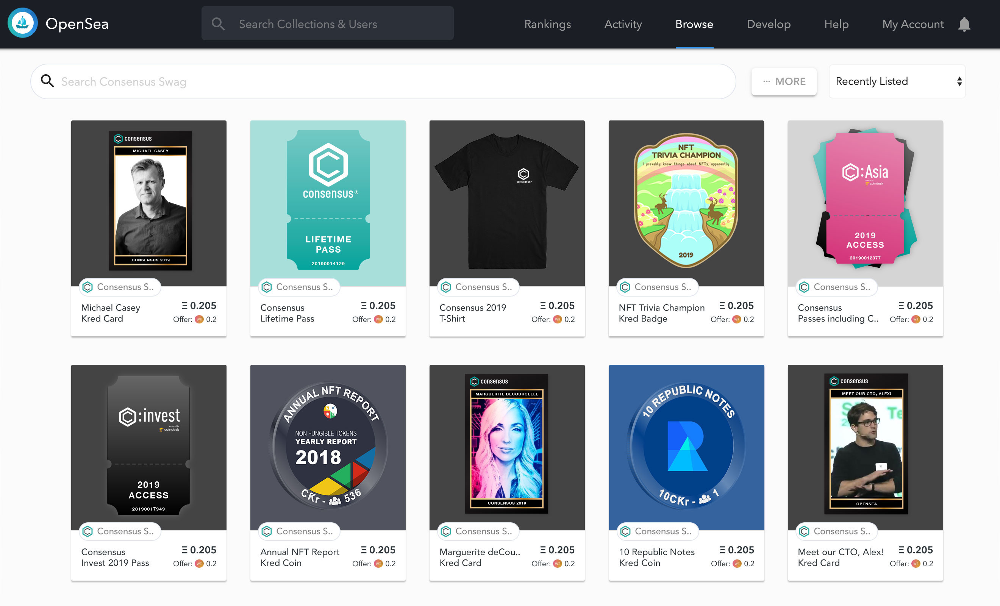 OpenSea
Search Collections & Users
Rankings
Activity
Browse
Develop
Help
My Account
Search Consensus Swag
··· MORE
Recently Listed
consensus
MICHAEL CASEY
CONSENSUS 2019
Consensus S..
Michael Casey
Kred Card
Ξ 0.205
Offer: 0.2
consensus®
LIFETIME
PASS
20190014129
Consensus S..
Consensus
Lifetime Pass
Ξ 0.205
Offer: 0.2
consensus®
Consensus S..
Consensus 2019
T-Shirt
Ξ 0.205
Offer: 0.2
NFT
TRIVIA CHAMPION
I provably know things about NFTs, apparently
2019
Consensus S..
NFT Trivia Champion
Kred Badge
Ξ 0.205
Offer: 0.2
:Asia
powered by
coindesk
2019
ACCESS
20190012377
Consensus S..
Consensus
Passes including C..
Ξ 0.205
Offer: 0.2
:invest
powered by
coindesk
2019
ACCESS
20190017949
Consensus S..
Consensus
Invest 2019 Pass
Ξ 0.205
Offer: 0.2
ANNUAL NFT REPORT
NON FUNGIBLE TOKENS
YEARLY REPORT
2018
CKr - 536
Consensus S..
Annual NFT Report
Kred Coin
Ξ 0.205
Offer: 0.2
consensus
MARGUERITE DECOURCELLE
CONSENSUS 2019
Consensus S..
Marguerite deCou..
Kred Card
Ξ 0.205
Offer: 0.2
10 REPUBLIC NOTES
10CKr - 1
Consensus S..
10 Republic Notes
Kred Coin
Ξ 0.205
Offer: 0.2
consensus
MEET OUR CTO, ALEX!
Te
OPENSEA
Consensus S..
Meet our CTO, Alex!
Kred Card
Ξ 0.205
Offer: 0.2